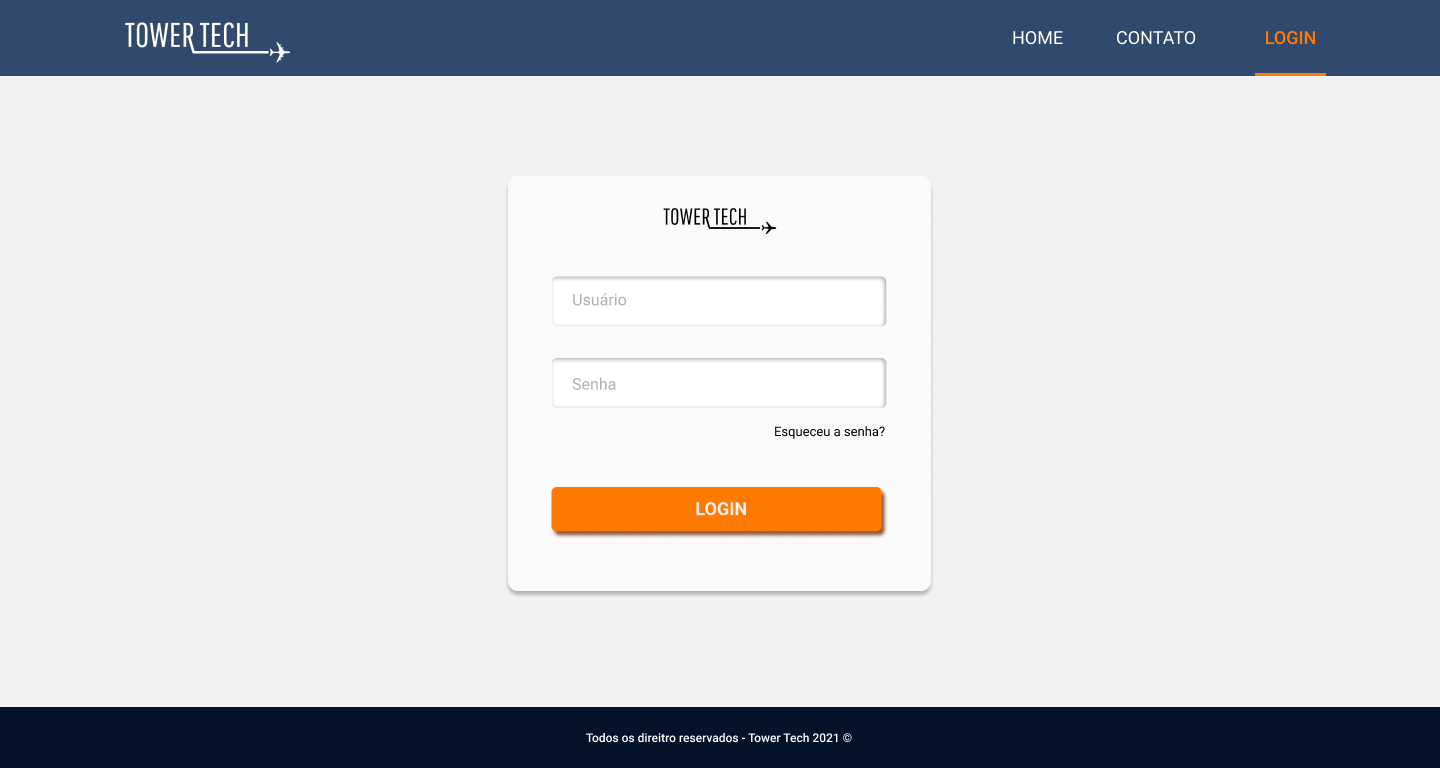 TOWER TECH
HOME CONTATO LOGIN
TOWER TECH
Usuário
Senha
Esqueceu a senha?
LOGIN
Todos os direitro reservados - Tower Tech 2021 ©